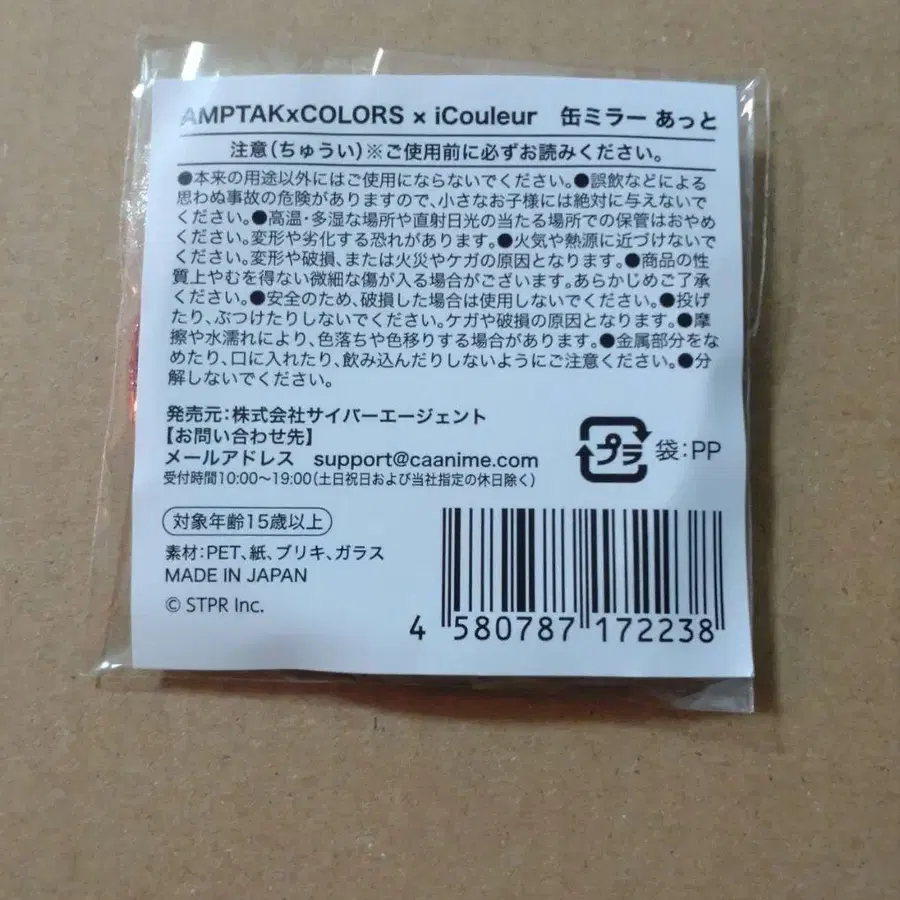 AMPTAKxCOLORS × iCouleur 缶ミラー あっと
注意(ちゅうい)※ご使用前に必ずお読みください。
●本来の用途以外にはご使用にならないでください。●誤飲などによる
思わぬ事故の危険がありますので、小さなお子様には絶対に与えないで
ください。●高温・多湿な場所や直射日光の当たる場所での保管はおやめ
ください。変形や劣化する恐れがあります。●火気や熱源に近づけないで
ください。変形や破損、または火災やケガの原因となります。●商品の性
質上やむを得ない微細な傷が入る場合がございます。あらかじめご了承
ください。●安全のため、破損した場合は使用しないでください。●投げ
たり、ぶつけたりしないでください。ケガや破損の原因となります。●摩
擦や水濡れにより、色落ちや色移りする場合があります。●金属部分をな
めたり、口に入れたり、飲み込んだりしないようにご注意ください。●分
解しないでください。
発売元:株式会社サイバーエージェント
【お問い合わせ先】
メールアドレス support@caanime.com
受付時間10:00〜19:00(土日祝日および当社指定の休日除く)
プラ 袋:PP
対象年齢15歳以上
素材:PET、紙、ブリキ、ガラス
MADE IN JAPAN
© STPR Inc.
4 580787 172238